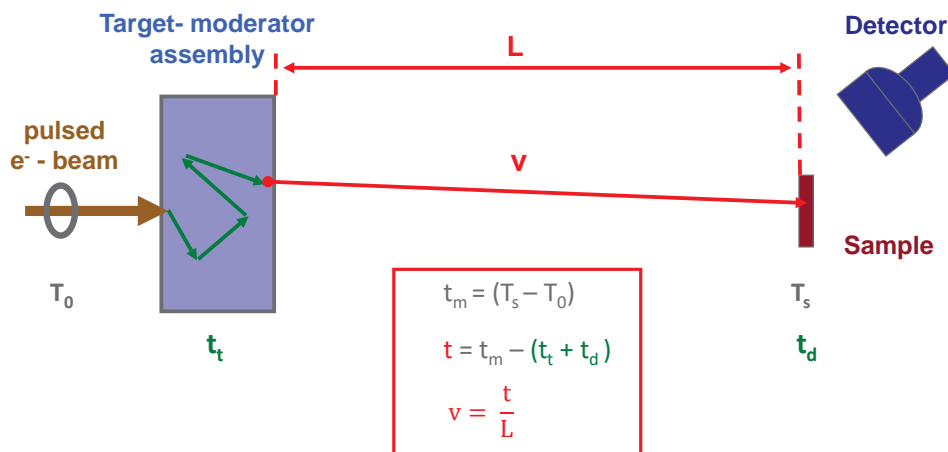 Target- moderator
assembly
L
Detector
pulsed
e⁻ - beam
v
Sample
T₀
tₜ
tₘ = (Tₛ – T₀)
t = tₘ – (tₜ + t_d )
v = t/L
Tₛ
t_d